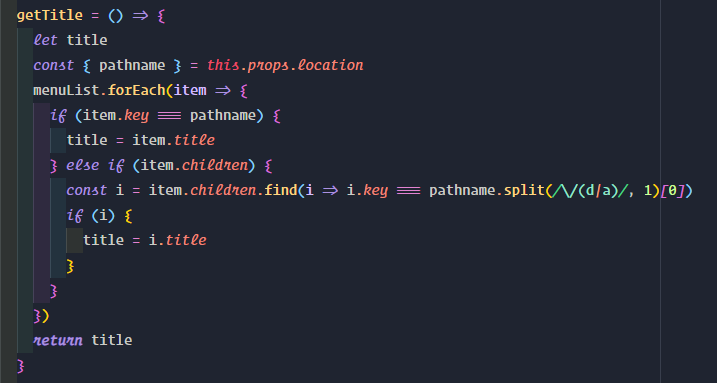 getTitle = () => {
let title
const { pathname } = this.props.location
menuList.forEach(item => {
if (item.key === pathname) {
title = item.title
} else if (item.children) {
const i = item.children.find(i => i.key === pathname.split(/\/(d|a)/, 1)[0])
if (i) {
title = i.title
}
}
})
return title
}